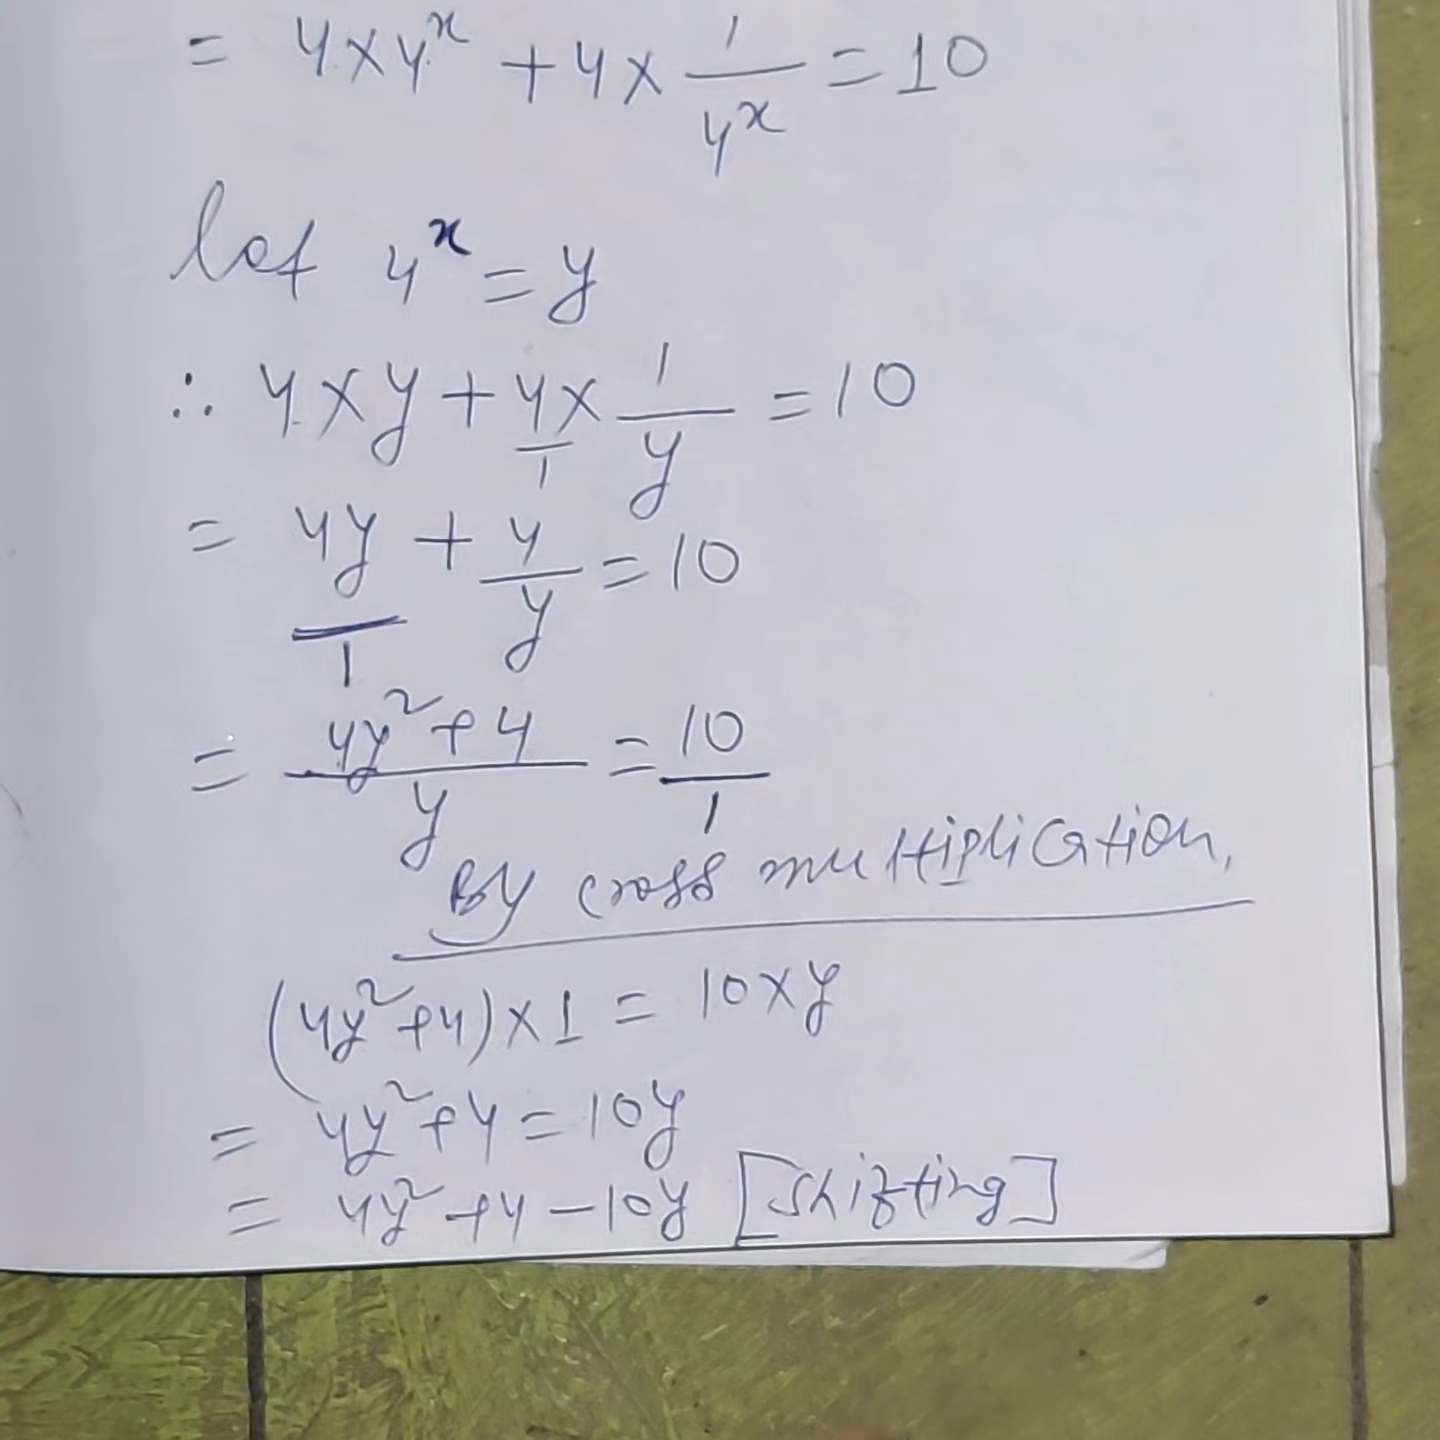 = 4×4^x + 4× 1/4^x = 10
let 4^x = y
∴ 4×y + 4/1 × 1/y = 10
= 4y/1 + 4/y = 10
= (4y²+4)/y = 10/1
By cross multiplication,
(4y²+4)×1 = 10×y
= 4y²+4 = 10y
= 4y²+4-10y [Shifting]